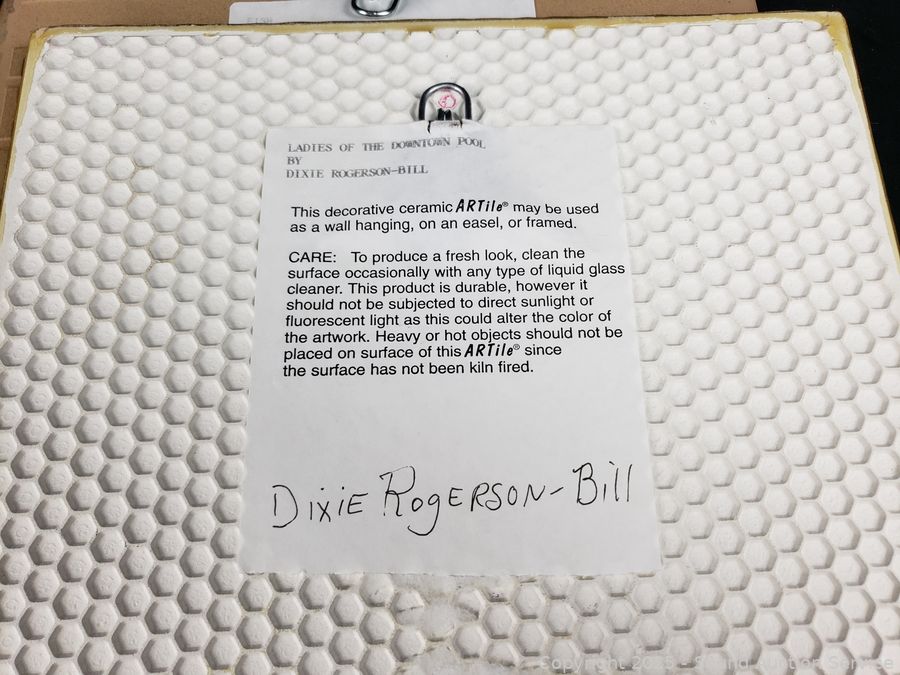 LADIES OF THE DOWNTOWN POOL
BY
DIXIE ROGERSON-BILL
This decorative ceramic ARTile® may be used
as a wall hanging, on an easel, or framed.
CARE: To produce a fresh look, clean the
surface occasionally with any type of liquid glass
cleaner. This product is durable, however it
should not be subjected to direct sunlight or
fluorescent light as this could alter the color of
the artwork. Heavy or hot objects should not be
placed on surface of this ARTile® since
the surface has not been kiln fired.
Dixie Rogerson-Bill
Copyright 2025 - Sound Auction Service